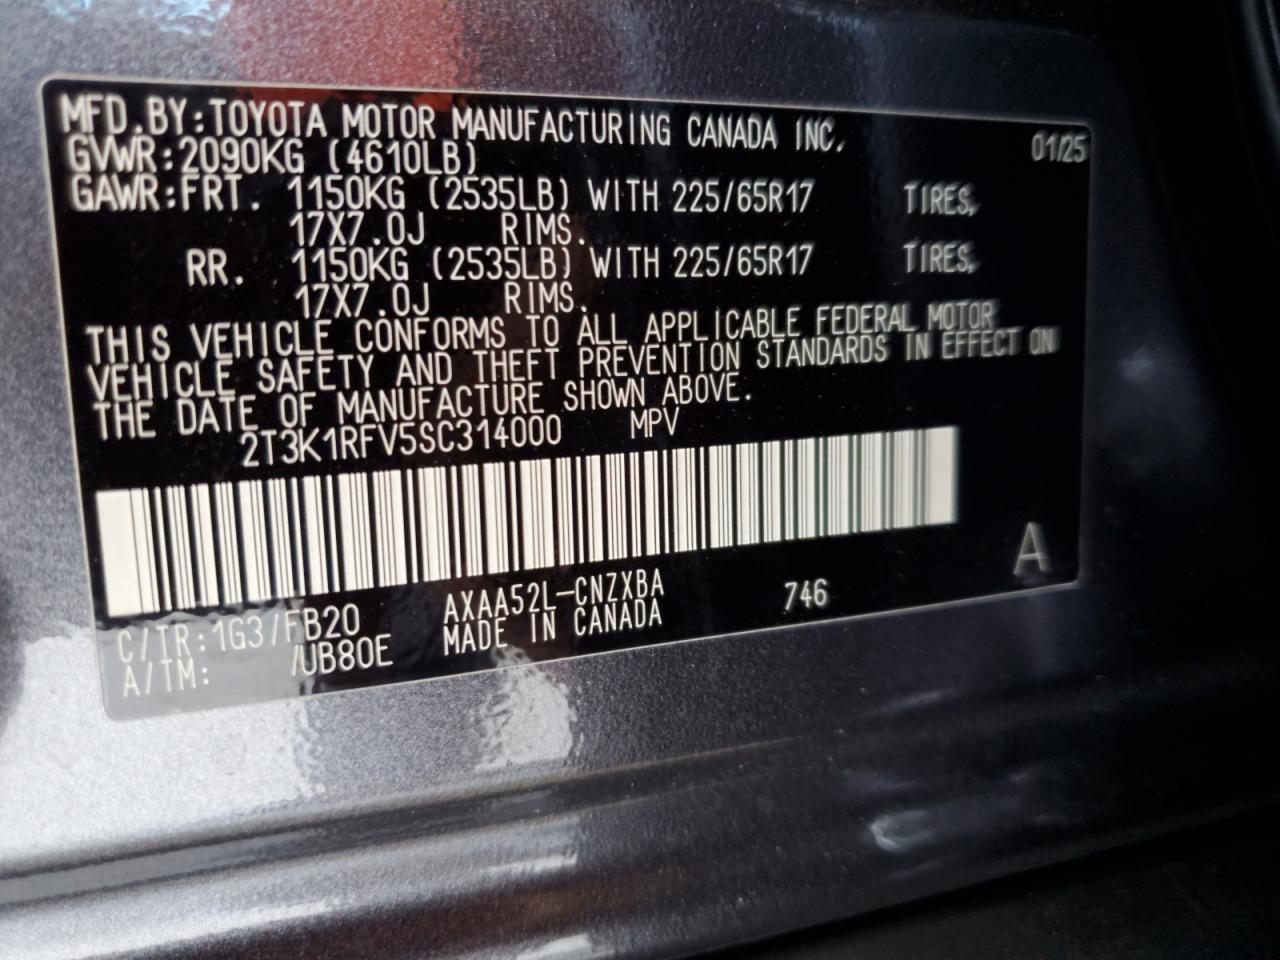 MFD.BY:TOYOTA MOTOR MANUFACTURING CANADA INC. 01/25
GVWR:2090KG (4610LB)
GAWR:FRT. 1150KG (2535LB) WITH 225/65R17 TIRES,
17X7.0J RIMS.
RR. 1150KG (2535LB) WITH 225/65R17 TIRES,
17X7.0J RIMS.
THIS VEHICLE CONFORMS TO ALL APPLICABLE FEDERAL MOTOR
VEHICLE SAFETY AND THEFT PREVENTION STANDARDS IN EFFECT ON
THE DATE OF MANUFACTURE SHOWN ABOVE.
2T3K1RFV5SC314000 MPV
A
C/TR:1G3/FB20 AXAA52L-CNZXBA 746
A/TM: /UB80E MADE IN CANADA